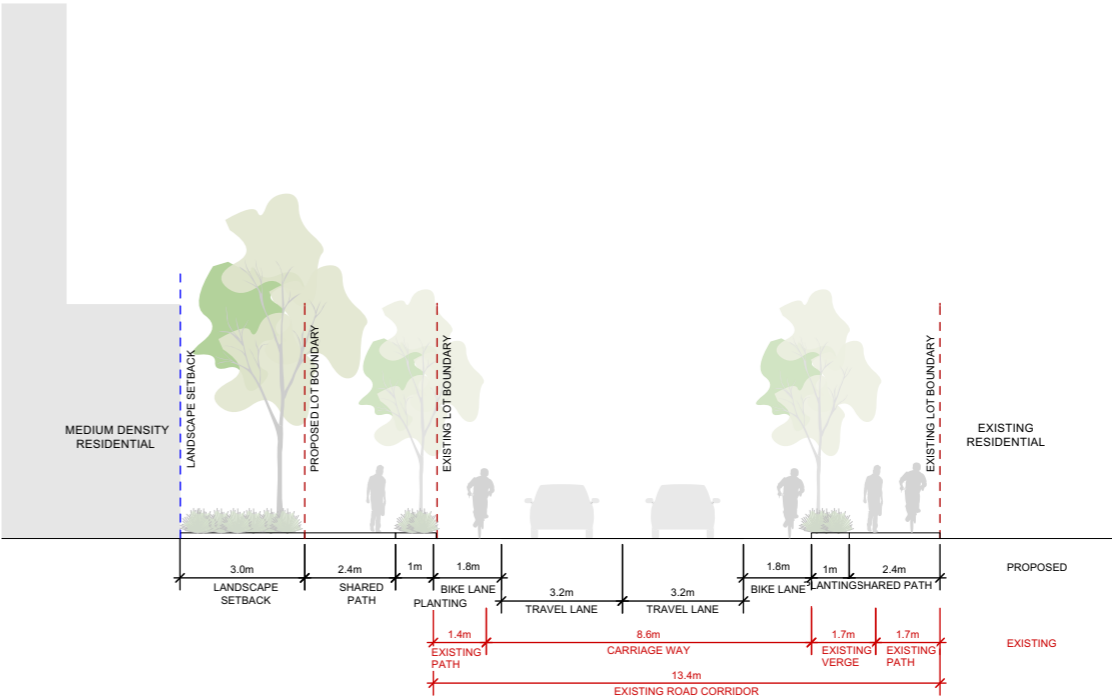 LANDSCAPE SETBACK
PROPOSED LOT BOUNDARY
EXISTING LOT BOUNDARY
EXISTING LOT BOUNDARY
MEDIUM DENSITY
RESIDENTIAL
EXISTING
RESIDENTIAL
3.0m
2.4m
1m
1.8m
3.2m
3.2m
1.8m
1m
2.4m
PROPOSED
LANDSCAPE
SETBACK
SHARED
PATH
PLANTING
BIKE LANE
TRAVEL LANE
TRAVEL LANE
BIKE LANE
PLANTING
SHARED PATH
1.4m
8.6m
1.7m
1.7m
EXISTING
EXISTING
PATH
CARRIAGE WAY
EXISTING
VERGE
EXISTING
PATH
13.4m
EXISTING ROAD CORRIDOR